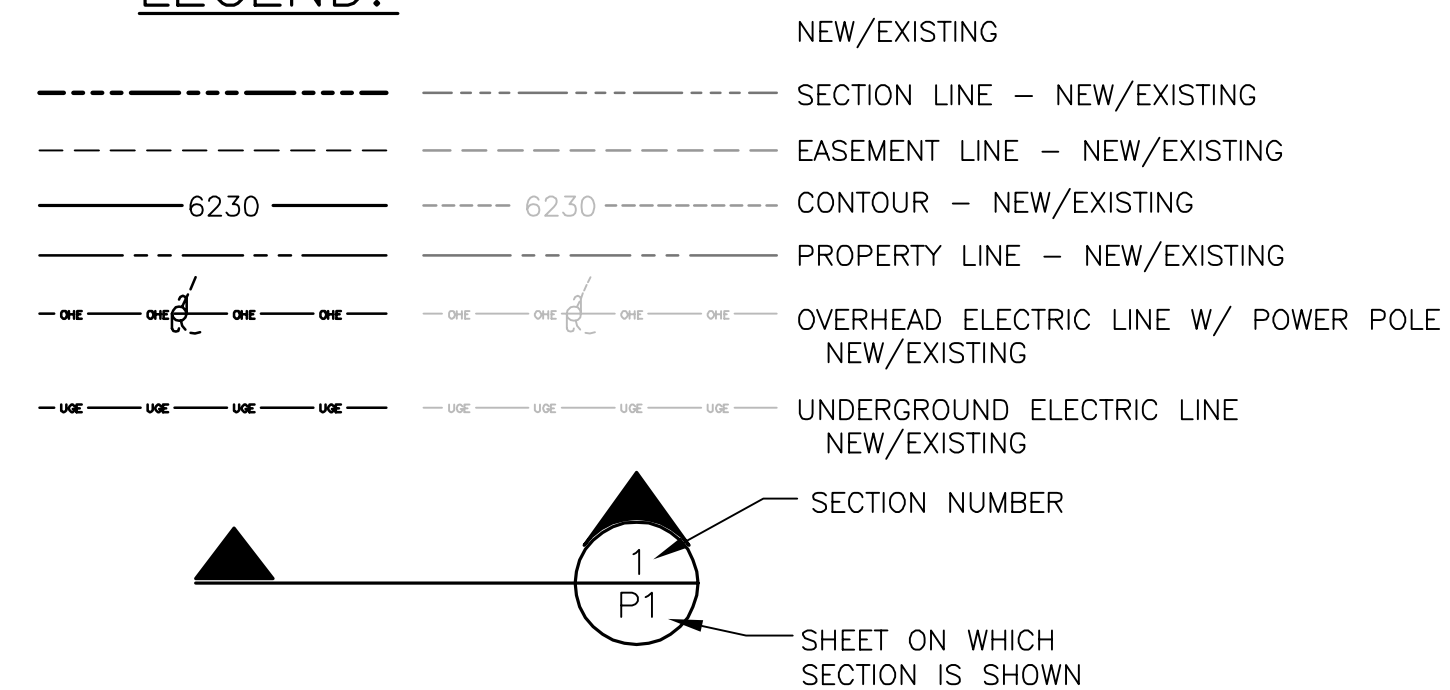 LEGEND:
NEW/EXISTING
SECTION LINE – NEW/EXISTING
EASEMENT LINE – NEW/EXISTING
6230 6230 CONTOUR – NEW/EXISTING
PROPERTY LINE – NEW/EXISTING
OHE OHE OHE OHE OHE OHE OHE OHE OVERHEAD ELECTRIC LINE W/ POWER POLE
NEW/EXISTING
UGE UGE UGE UGE UGE UGE UGE UGE UNDERGROUND ELECTRIC LINE
NEW/EXISTING
SECTION NUMBER
1
P1
SHEET ON WHICH
SECTION IS SHOWN